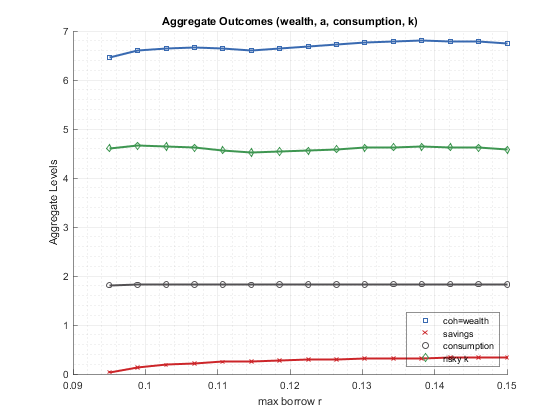 Aggregate Outcomes (wealth, a, consumption, k)
7
6
5
4
3
2
1
0
Aggregate Levels
coh=wealth
savings
consumption
risky k
0.09
0.1
0.11
0.12
0.13
0.14
0.15
max borrow r